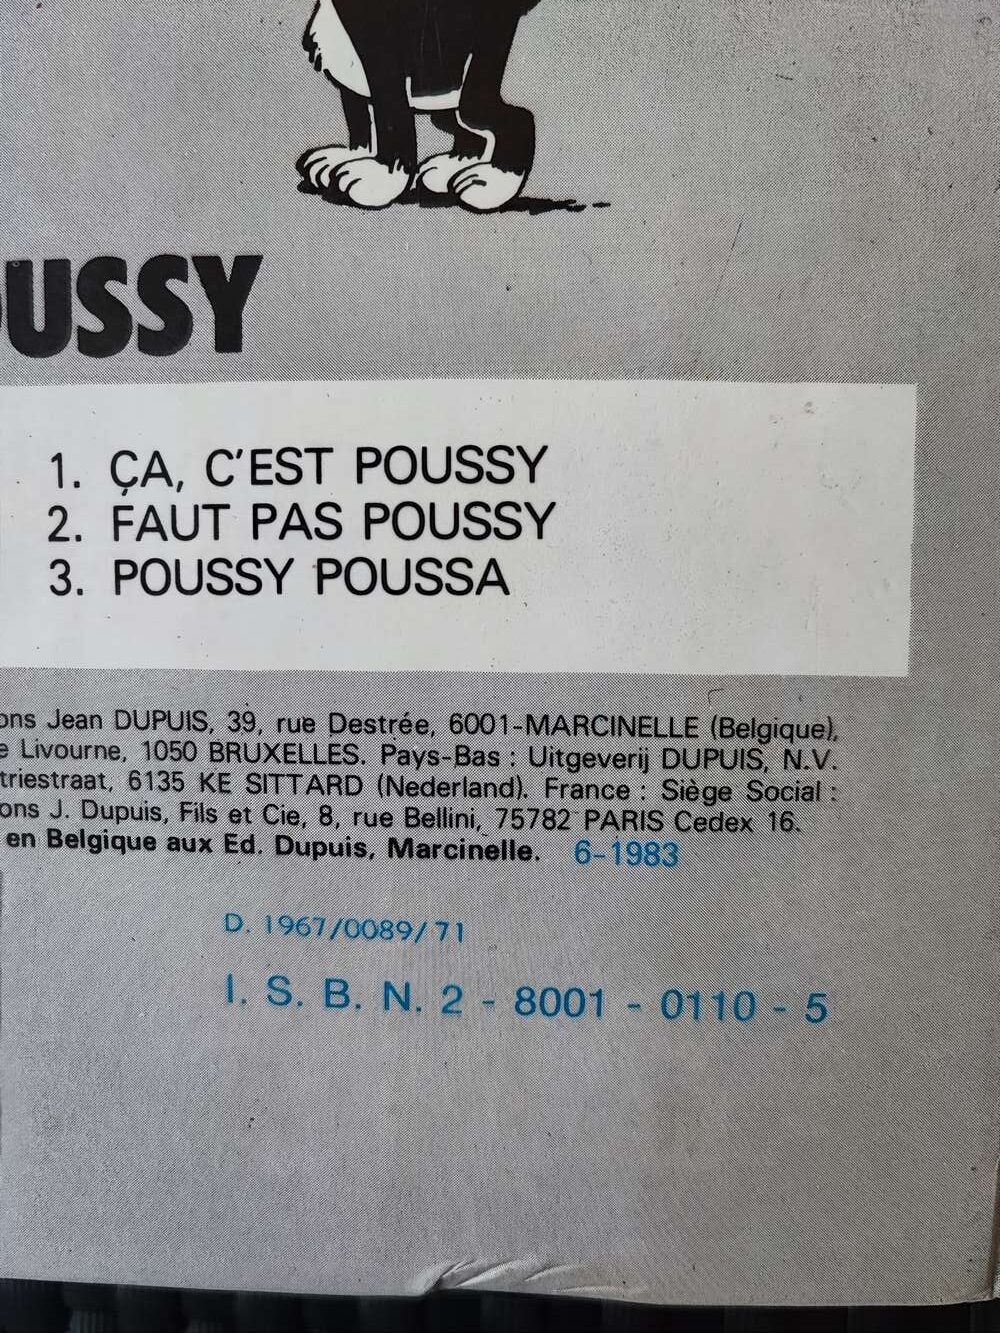 OUSSY
1. ÇA, C'EST POUSSY
2. FAUT PAS POUSSY
3. POUSSY POUSSA
ons Jean DUPUIS, 39, rue Destrée, 6001-MARCINELLE (Belgique),
e Livourne, 1050 BRUXELLES. Pays-Bas : Uitgeverij DUPUIS, N.V.
triestraat, 6135 KE SITTARD (Nederland). France : Siège Social :
ons J. Dupuis, Fils et Cie, 8, rue Bellini, 75782 PARIS Cedex 16.
en Belgique aux Ed. Dupuis, Marcinelle. 6-1983
D. 1967/0089/71
I. S. B. N. 2 - 8001 - 0110 - 5